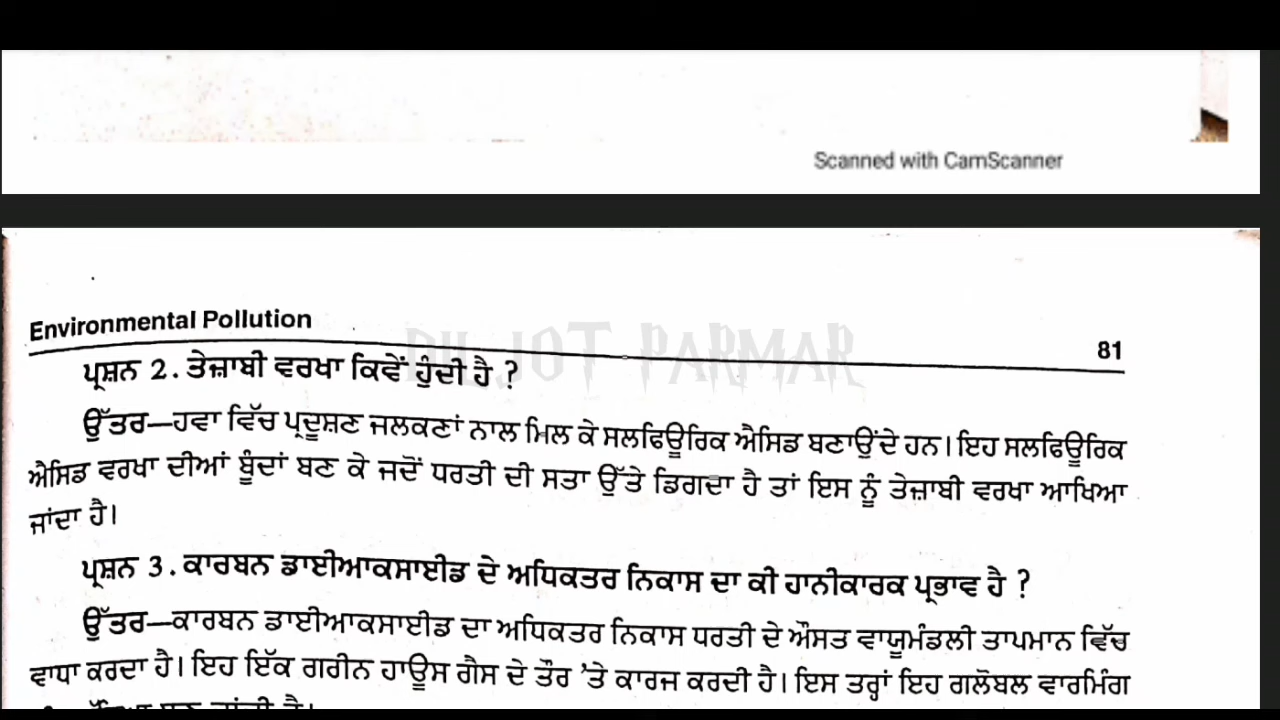 Scanned with CamScanner
Environmental Pollution
DILJOT PARMAR
81
ਪ੍ਰਸ਼ਨ 2. ਤੇਜ਼ਾਬੀ ਵਰਖਾ ਕਿਵੇਂ ਹੁੰਦੀ ਹੈ ?
ਉੱਤਰ—ਹਵਾ ਵਿੱਚ ਪ੍ਰਦੂਸ਼ਣ ਜਲਕਣਾਂ ਨਾਲ ਮਿਲ ਕੇ ਸਲਫਿਊਰਿਕ ਐਸਿਡ ਬਣਾਉਂਦੇ ਹਨ। ਇਹ ਸਲਫਿਊਰਿਕ
ਐਸਿਡ ਵਰਖਾ ਦੀਆਂ ਬੂੰਦਾਂ ਬਣ ਕੇ ਜਦੋਂ ਧਰਤੀ ਦੀ ਸਤਾ ਉੱਤੇ ਡਿਗਦਾ ਹੈ ਤਾਂ ਇਸ ਨੂੰ ਤੇਜ਼ਾਬੀ ਵਰਖਾ ਆਖਿਆ
ਜਾਂਦਾ ਹੈ।
ਪ੍ਰਸ਼ਨ 3. ਕਾਰਬਨ ਡਾਈਆਕਸਾਈਡ ਦੇ ਅਧਿਕਤਰ ਨਿਕਾਸ ਦਾ ਕੀ ਹਾਨੀਕਾਰਕ ਪ੍ਰਭਾਵ ਹੈ ?
ਉੱਤਰ—ਕਾਰਬਨ ਡਾਈਆਕਸਾਈਡ ਦਾ ਅਧਿਕਤਰ ਨਿਕਾਸ ਧਰਤੀ ਦੇ ਔਸਤ ਵਾਯੂਮੰਡਲੀ ਤਾਪਮਾਨ ਵਿੱਚ
ਵਾਧਾ ਕਰਦਾ ਹੈ। ਇਹ ਇੱਕ ਗਰੀਨ ਹਾਊਸ ਗੈਸ ਦੇ ਤੌਰ 'ਤੇ ਕਾਰਜ ਕਰਦੀ ਹੈ। ਇਸ ਤਰ੍ਹਾਂ ਇਹ ਗਲੋਬਲ ਵਾਰਮਿੰਗ